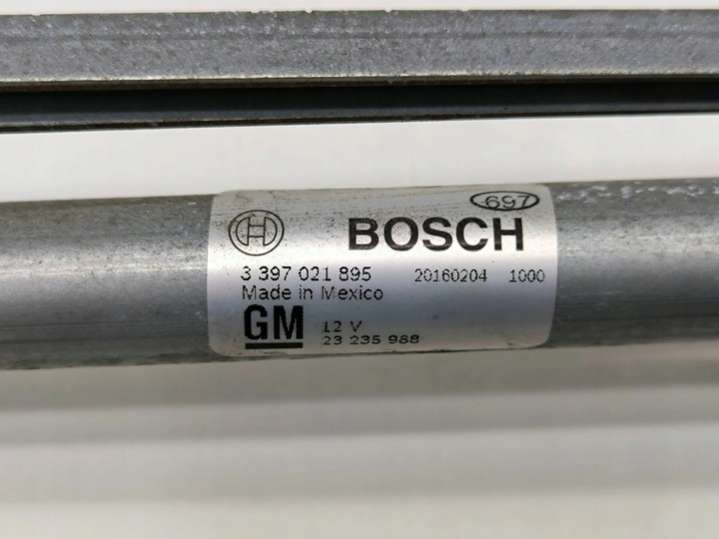 697
BOSCH
3 397 021 895 20160204 1000
Made in Mexico
GM 12 V
23 235 988